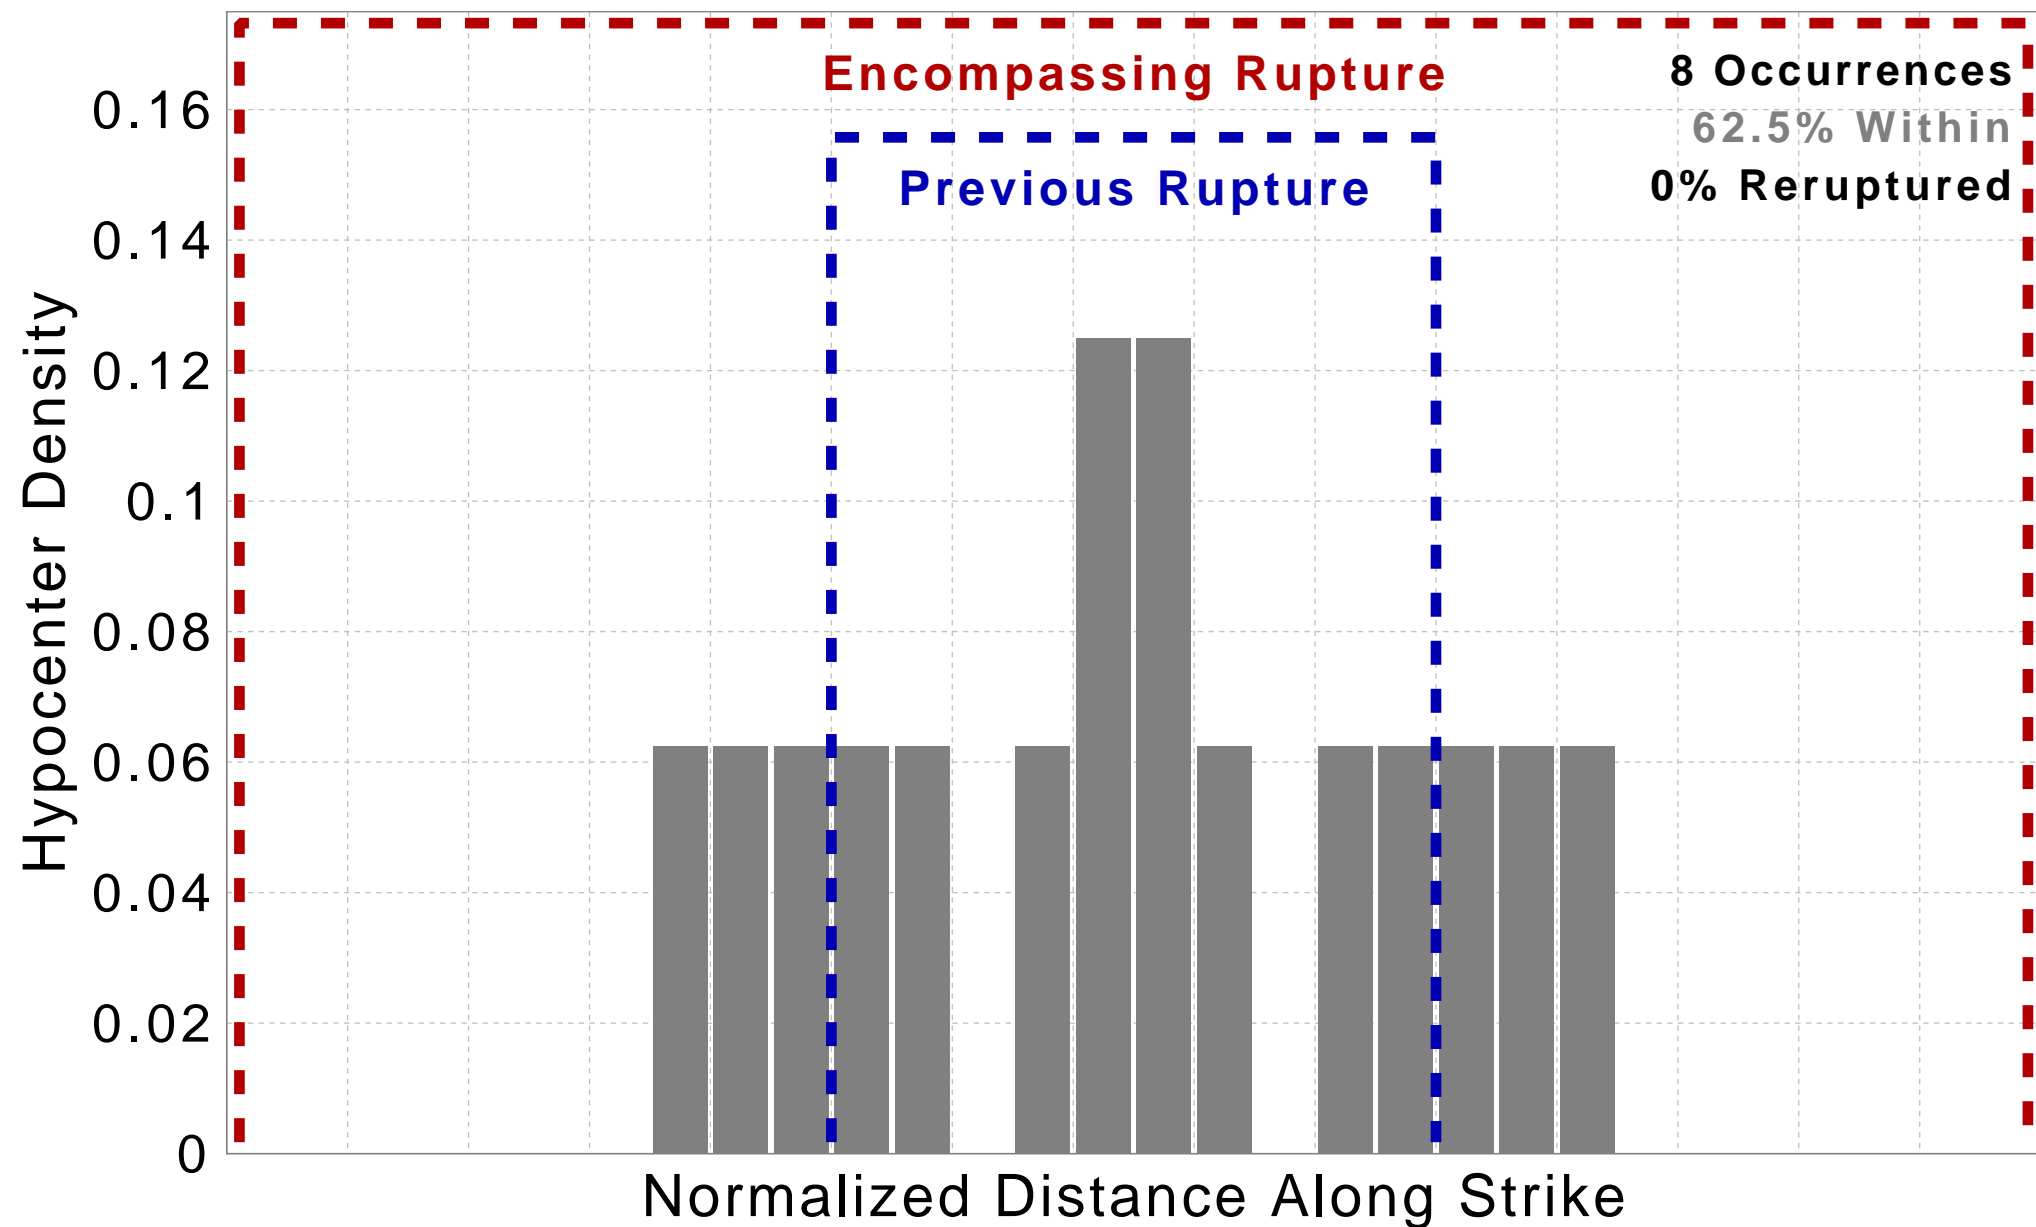 Encompassing Rupture
8 Occurrences
62.5% Within
0% Reruptured
Previous Rupture
Hypocenter Density
0.16
0.14
0.12
0.1
0.08
0.06
0.04
0.02
0
Normalized Distance Along Strike